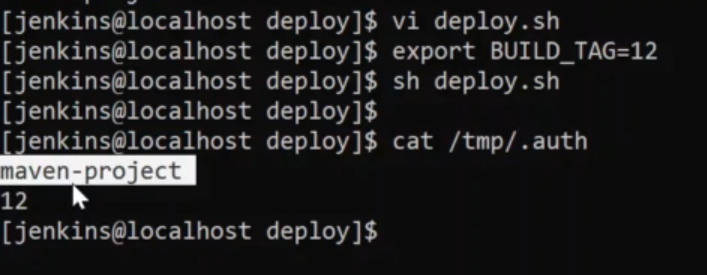 [jenkins@localhost deploy]$ vi deploy.sh
[jenkins@localhost deploy]$ export BUILD_TAG=12
[jenkins@localhost deploy]$ sh deploy.sh
[jenkins@localhost deploy]$
[jenkins@localhost deploy]$ cat /tmp/.auth
maven-project
12
[jenkins@localhost deploy]$